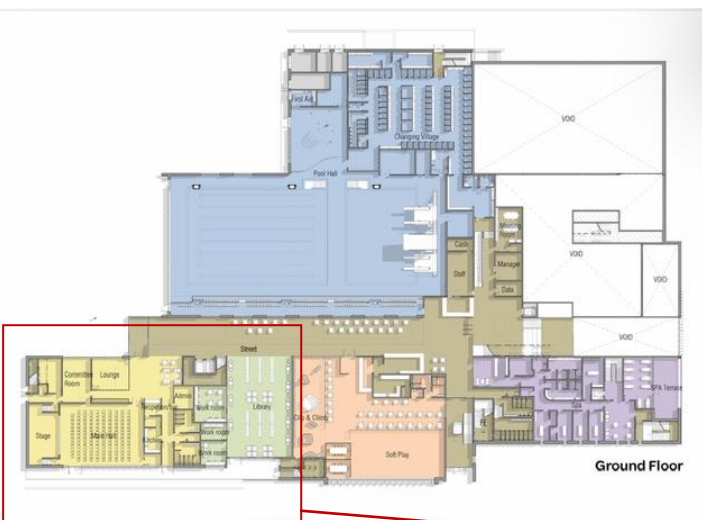 First Aid
Changing Village
VOID
Pool Hall
Meeting
Room
Cash
VOID
Staff
Manager
VOID
Data
VOID
Street
Committee
Room
Lounge
Admin
SPA Terrace
Reception/
Work room
Library
City & Climb
Spa
Stage
Main Hall
Work room
Kitchen
Work room
Soft Play
Ground Floor